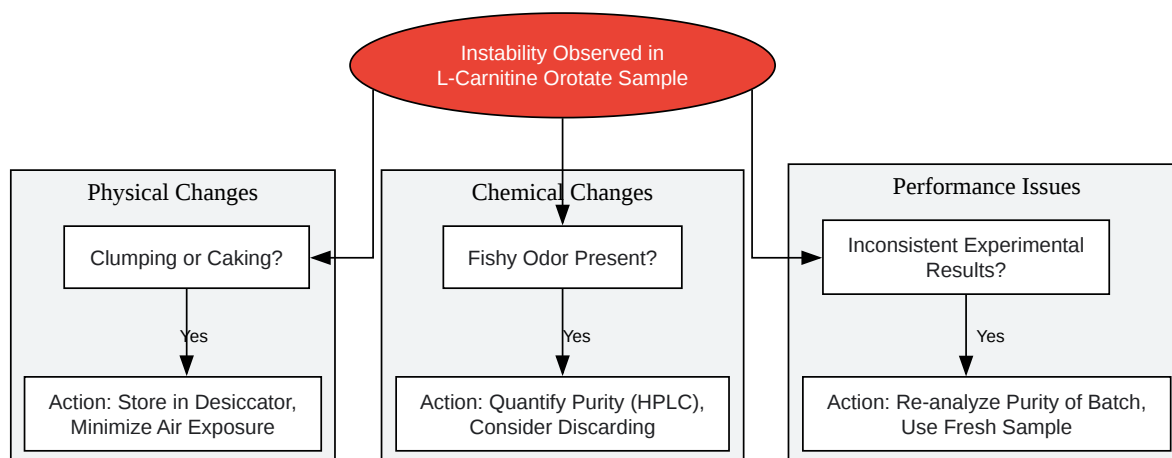 Instability Observed in
L-Carnitine Orotate Sample
Physical Changes
Clumping or Caking?
Yes
Action: Store in Desiccator,
Minimize Air Exposure
Chemical Changes
Fishy Odor Present?
Yes
Action: Quantify Purity (HPLC),
Consider Discarding
Performance Issues
Inconsistent Experimental
Results?
Yes
Action: Re-analyze Purity of Batch,
Use Fresh Sample